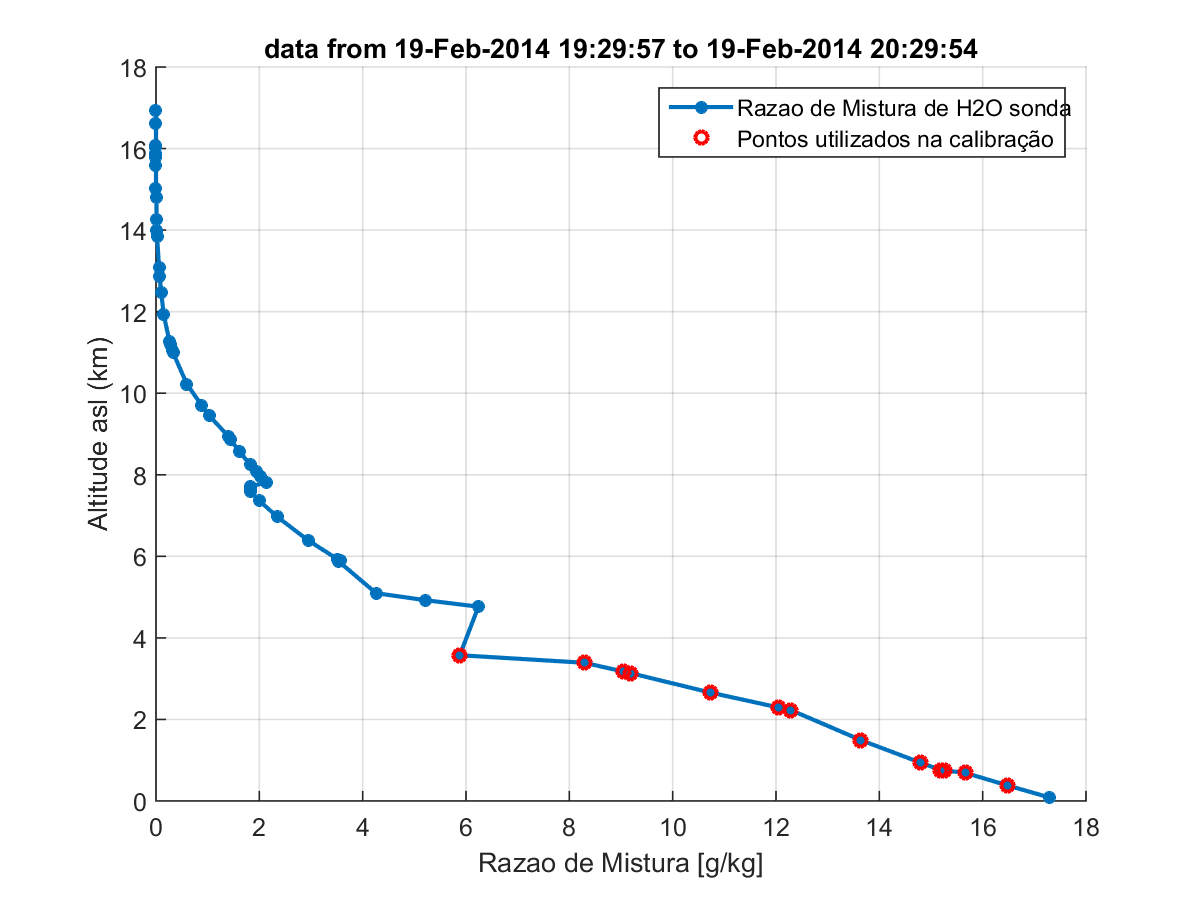 data from 19-Feb-2014 19:29:57 to 19-Feb-2014 20:29:54
Razao de Mistura de H2O sonda
Pontos utilizados na calibração
Altitude asl (km)
18
16
14
12
10
8
6
4
2
0
0 2 4 6 8 10 12 14 16 18
Razao de Mistura [g/kg]